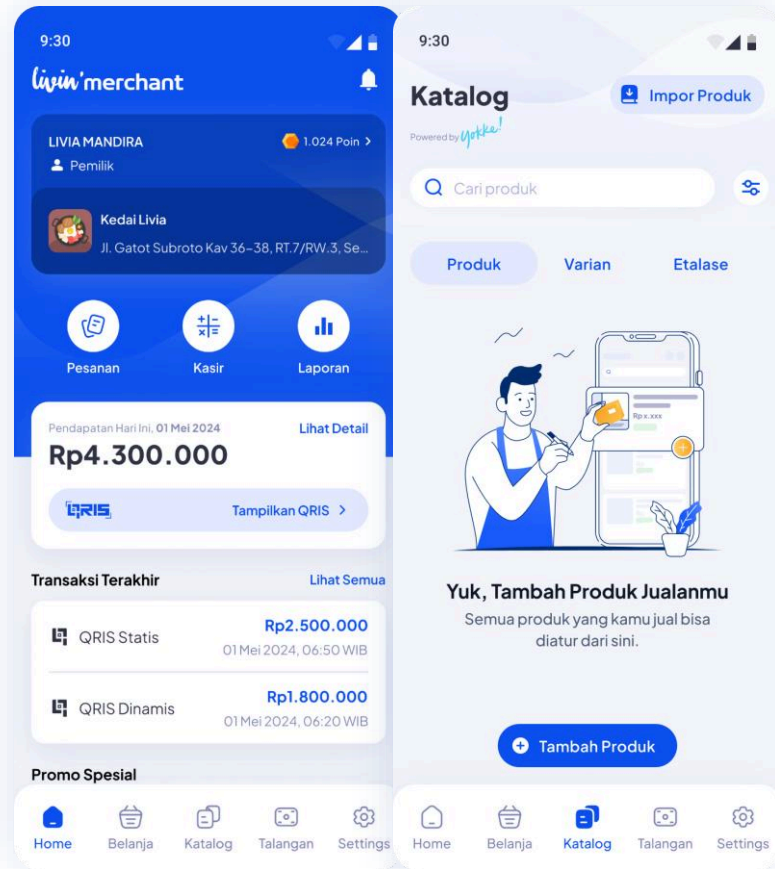 9:30
livin'merchant
LIVIA MANDIRA
1.024 Poin >
Pemilik
Kedai Livia
Jl. Gatot Subroto Kav 36–38, RT.7/RW.3, Se...
Pesanan
Kasir
Laporan
Pendapatan Hari Ini, 01 Mei 2024
Lihat Detail
Rp4.300.000
QRIS
Tampilkan QRIS >
Transaksi Terakhir
Lihat Semua
QRIS Statis
Rp2.500.000
01 Mei 2024, 06:50 WIB
QRIS Dinamis
Rp1.800.000
01 Mei 2024, 06:20 WIB
Promo Spesial
Home
Belanja
Katalog
Talangan
Settings
9:30
Katalog
Impor Produk
Powered by yokke!
Cari produk
Produk
Varian
Etalase
Rp x.xxx
Yuk, Tambah Produk Jualanmu
Semua produk yang kamu jual bisa
diatur dari sini.
Tambah Produk
Home
Belanja
Katalog
Talangan
Settings